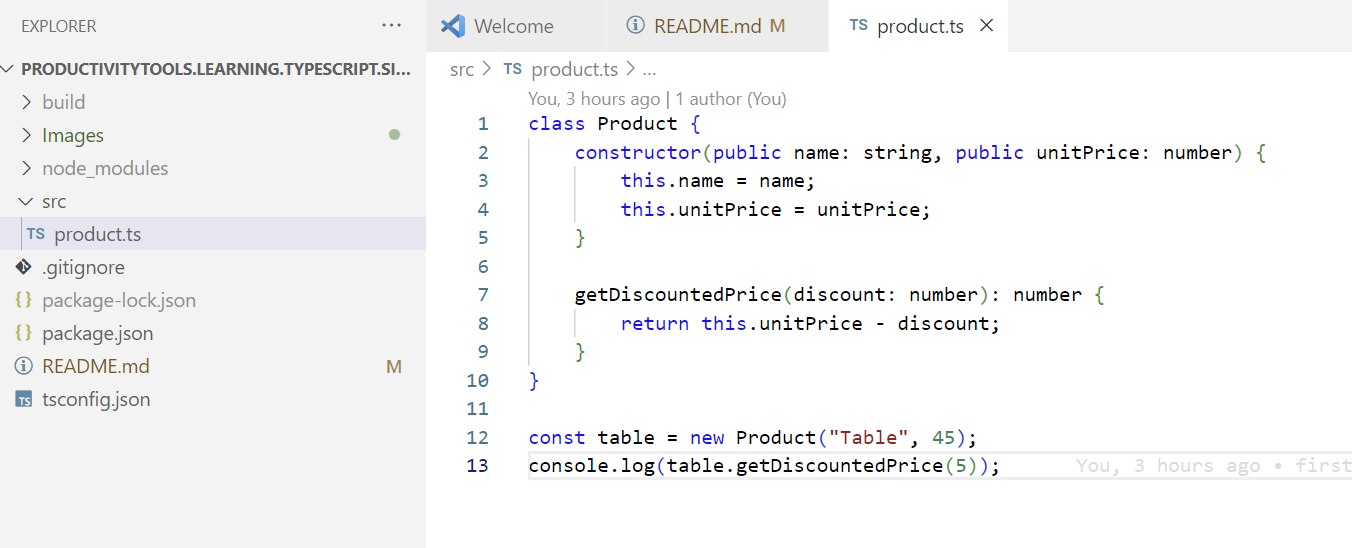 EXPLORER ···
PRODUCTIVITYTOOLS.LEARNING.TYPESCRIPT.SI...
build
Images
node_modules
src
TS product.ts
.gitignore
{} package-lock.json
{} package.json
README.md M
TS tsconfig.json
Welcome README.md M TS product.ts
src > TS product.ts > ...
You, 3 hours ago | 1 author (You)
1 class Product {
2 constructor(public name: string, public unitPrice: number) {
3 this.name = name;
4 this.unitPrice = unitPrice;
5 }
6
7 getDiscountedPrice(discount: number): number {
8 return this.unitPrice - discount;
9 }
10 }
11
12 const table = new Product("Table", 45);
13 console.log(table.getDiscountedPrice(5)); You, 3 hours ago • first